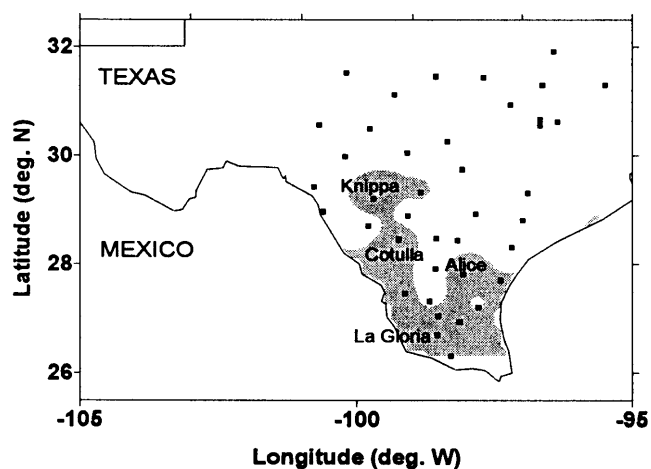 32
TEXAS
30
Knippa
MEXICO
28
Cotulla
Alice
La Gloria
26
-105
-100
-95
Latitude (deg. N)
Longitude (deg. W)